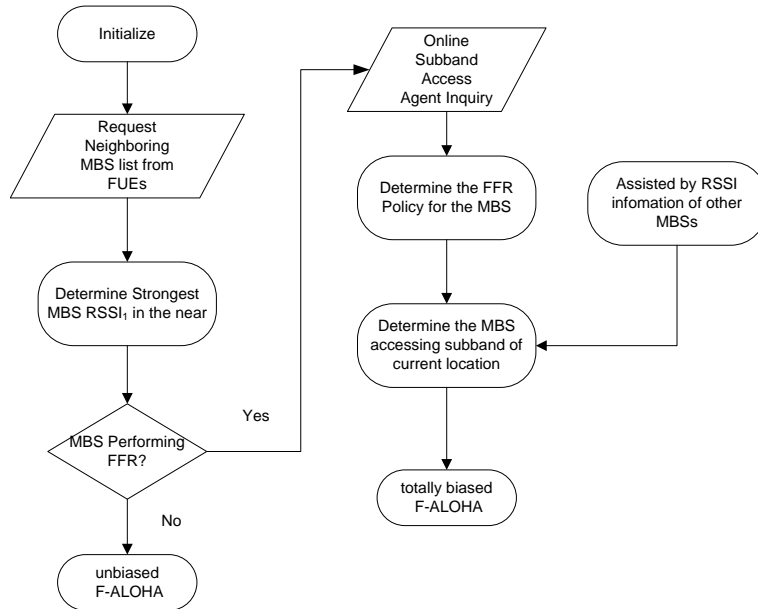 Initialize
Request
Neighboring
MBS list from
FUEs
Determine Strongest
MBS RSSI₁ in the near
MBS Performing
FFR?
Yes
No
unbiased
F-ALOHA
Online
Subband
Access
Agent Inquiry
Determine the FFR
Policy for the MBS
Assisted by RSSI
infomation of other
MBSs
Determine the MBS
accessing subband of
current location
totally biased
F-ALOHA